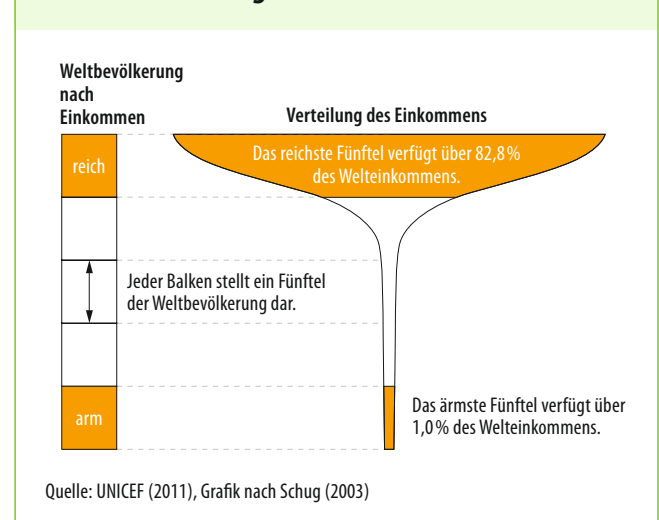 Weltbevölkerung
nach
Einkommen
Verteilung des Einkommens
reich
Das reichste Fünftel verfügt über 82,8 %
des Welteinkommens.
Jeder Balken stellt ein Fünftel
der Weltbevölkerung dar.
arm
Das ärmste Fünftel verfügt über
1,0 % des Welteinkommens.
Quelle: UNICEF (2011), Grafik nach Schug (2003)